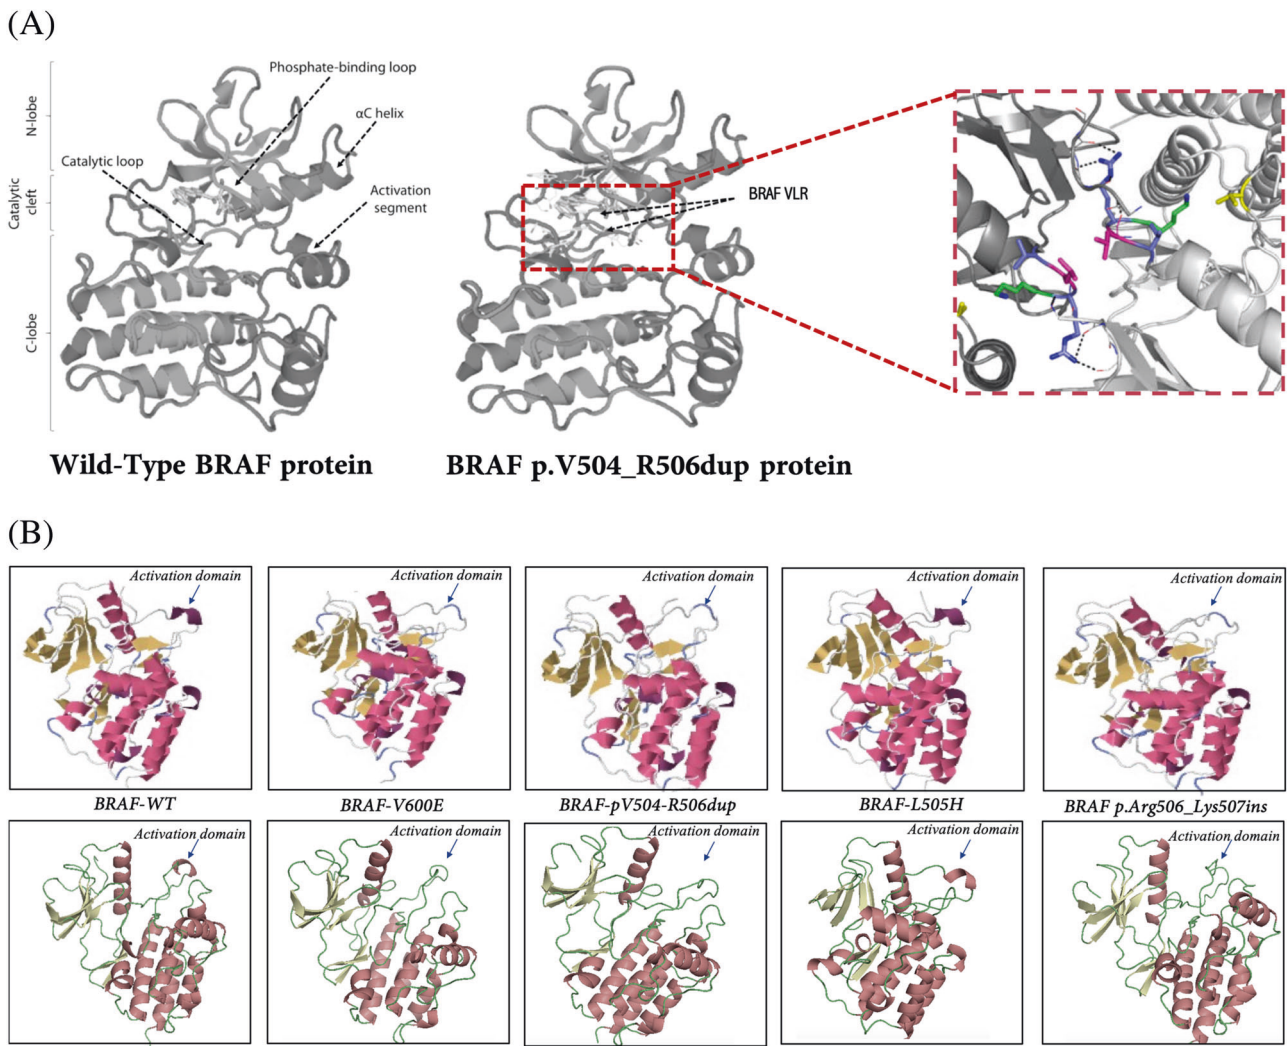 (A)
Phosphate-binding loop
N-lobe
αC helix
Catalytic loop
Catalytic
cleft
Activation
segment
BRAF VLR
C-lobe
Wild-Type BRAF protein
BRAF p.V504_R506dup protein
(B)
Activation domain
Activation domain
Activation domain
Activation domain
Activation domain
BRAF-WT
BRAF-V600E
BRAF-pV504-R506dup
BRAF-L505H
BRAF p.Arg506_Lys507ins
Activation domain
Activation domain
Activation domain
Activation domain
Activation domain